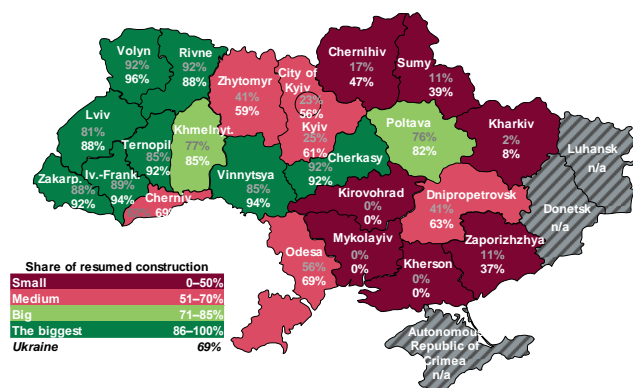 Volyn
92%
96%
Rivne
92%
88%
Zhytomyr
41%
59%
City of
Kyiv
23%
56%
Kyiv
25%
61%
Chernihiv
17%
47%
Sumy
11%
39%
Lviv
81%
88%
Ternopil
85%
92%
Khmelnyt.
77%
85%
Vinnytsya
85%
94%
Cherkasy
92%
92%
Poltava
76%
82%
Kharkiv
2%
8%
Luhansk
n/a
Zakarp.
88%
92%
Iv.-Frank.
89%
94%
Cherniv.
69%
Kirovohrad
0%
0%
Dnipropetrovsk
41%
63%
Donetsk
n/a
Odesa
56%
69%
Mykolayiv
0%
0%
Kherson
0%
0%
Zaporizhzhya
11%
37%
Autonomous
Republic of
Crimea
n/a
Share of resumed construction
Small 0–50%
Medium 51–70%
Big 71–85%
The biggest 86–100%
Ukraine 69%